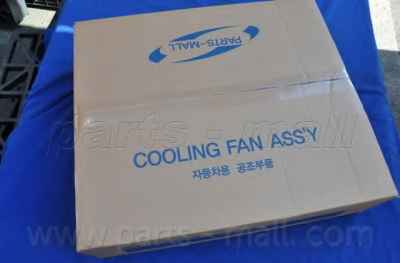 PARTS-MALL
parts - mall
COOLING FAN ASS'Y
자동차용 공조부품
www.parts-mall.com